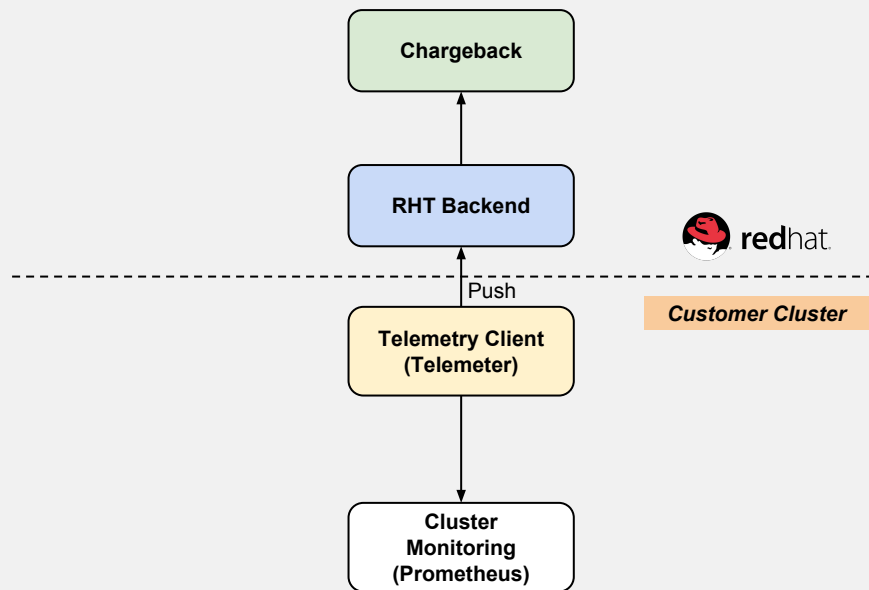 Chargeback
RHT Backend
redhat.
Push
Customer Cluster
Telemetry Client
(Telemeter)
Cluster
Monitoring
(Prometheus)